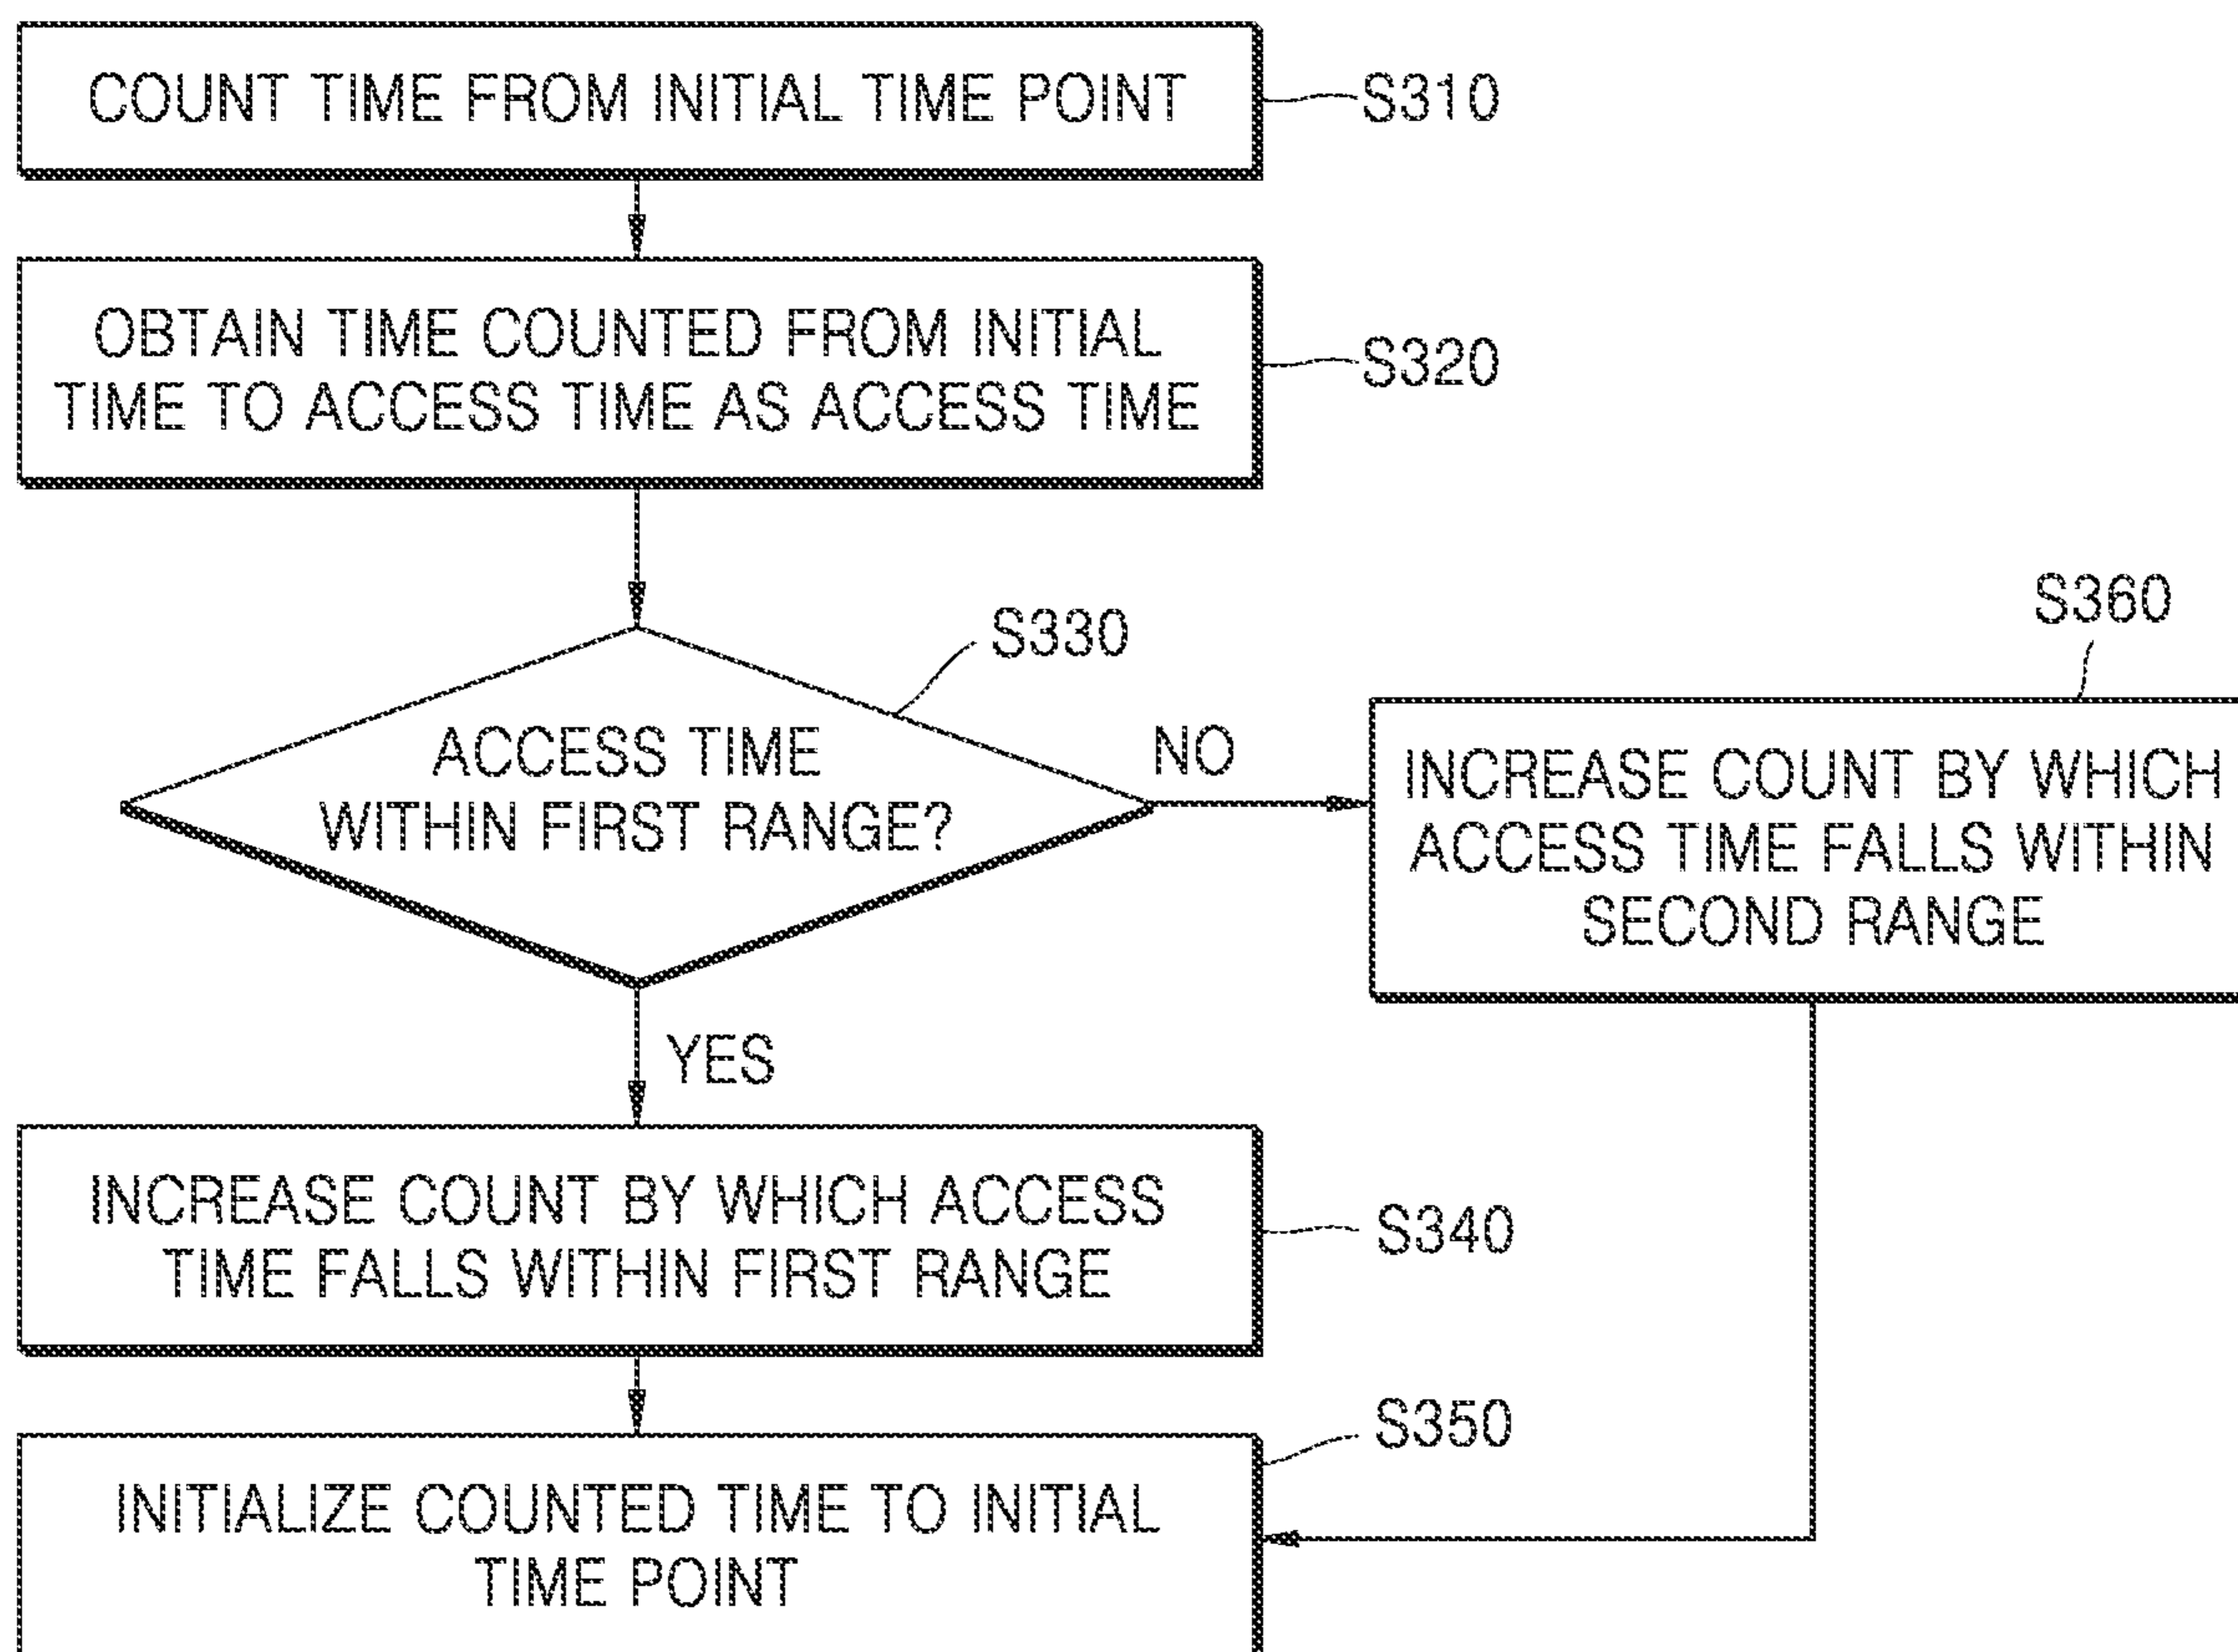 COUNT TIME FROM INITIAL TIME POINT
S310
OBTAIN TIME COUNTED FROM INITIAL
TIME TO ACCESS TIME AS ACCESS TIME
S320
S330
ACCESS TIME
WITHIN FIRST RANGE?
NO
S360
INCREASE COUNT BY WHICH
ACCESS TIME FALLS WITHIN
SECOND RANGE
YES
INCREASE COUNT BY WHICH ACCESS
TIME FALLS WITHIN FIRST RANGE
S340
S350
INITIALIZE COUNTED TIME TO INITIAL
TIME POINT